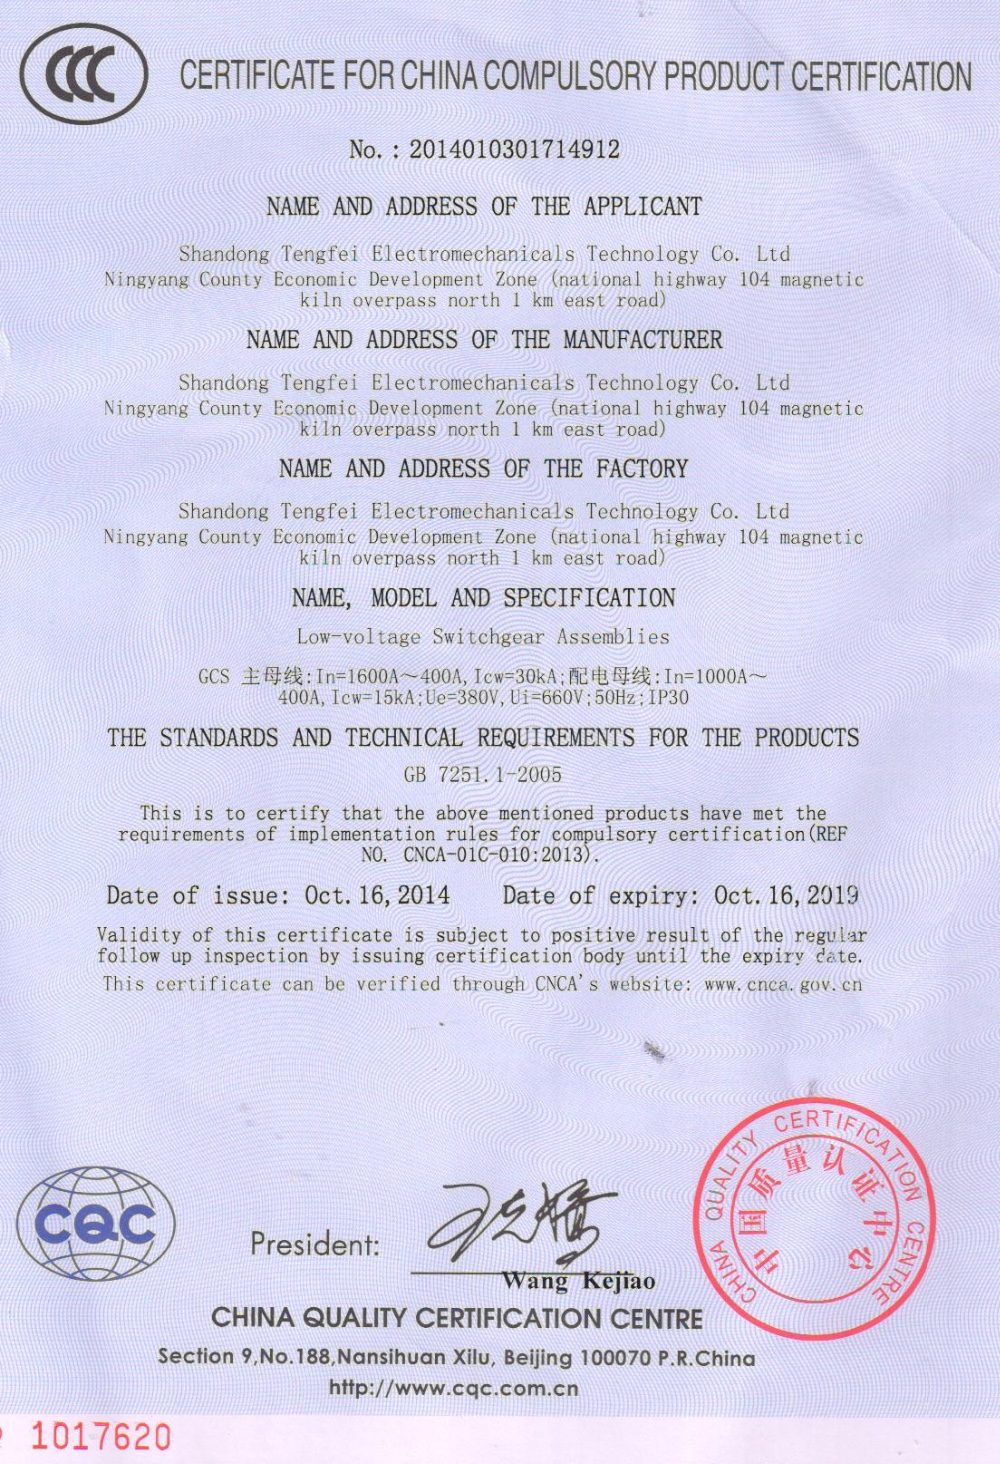 CERTIFICATE FOR CHINA COMPULSORY PRODUCT CERTIFICATION
No. : 2014010301714912
NAME AND ADDRESS OF THE APPLICANT
Shandong Tengfei Electromechanicals Technology Co. Ltd
Ningyang County Economic Development Zone (national highway 104 magnetic
kiln overpass north 1 km east road)
NAME AND ADDRESS OF THE MANUFACTURER
Shandong Tengfei Electromechanicals Technology Co. Ltd
Ningyang County Economic Development Zone (national highway 104 magnetic
kiln overpass north 1 km east road)
NAME AND ADDRESS OF THE FACTORY
Shandong Tengfei Electromechanicals Technology Co. Ltd
Ningyang County Economic Development Zone (national highway 104 magnetic
kiln overpass north 1 km east road)
NAME, MODEL AND SPECIFICATION
Low-voltage Switchgear Assemblies
GCS 主母线:In=1600A～400A, Icw=30kA;配电母线:In=1000A～
400A, Icw=15kA;Ue=380V, Ui=660V;50Hz;IP30
THE STANDARDS AND TECHNICAL REQUIREMENTS FOR THE PRODUCTS
GB 7251.1-2005
This is to certify that the above mentioned products have met the
requirements of implementation rules for compulsory certification(REF
NO. CNCA-01C-010:2013).
Date of issue: Oct. 16, 2014 Date of expiry: Oct. 16, 2019
Validity of this certificate is subject to positive result of the regular
follow up inspection by issuing certification body until the expiry date.
This certificate can be verified through CNCA's website: www.cnca.gov.cn
CHINA QUALITY CERTIFICATION CENTRE
中国质量认证中心
CQC
President:
Wang Kejiao
CHINA QUALITY CERTIFICATION CENTRE
Section 9,No.188,Nansihuan Xilu, Beijing 100070 P.R.China
http://www.cqc.com.cn
1017620